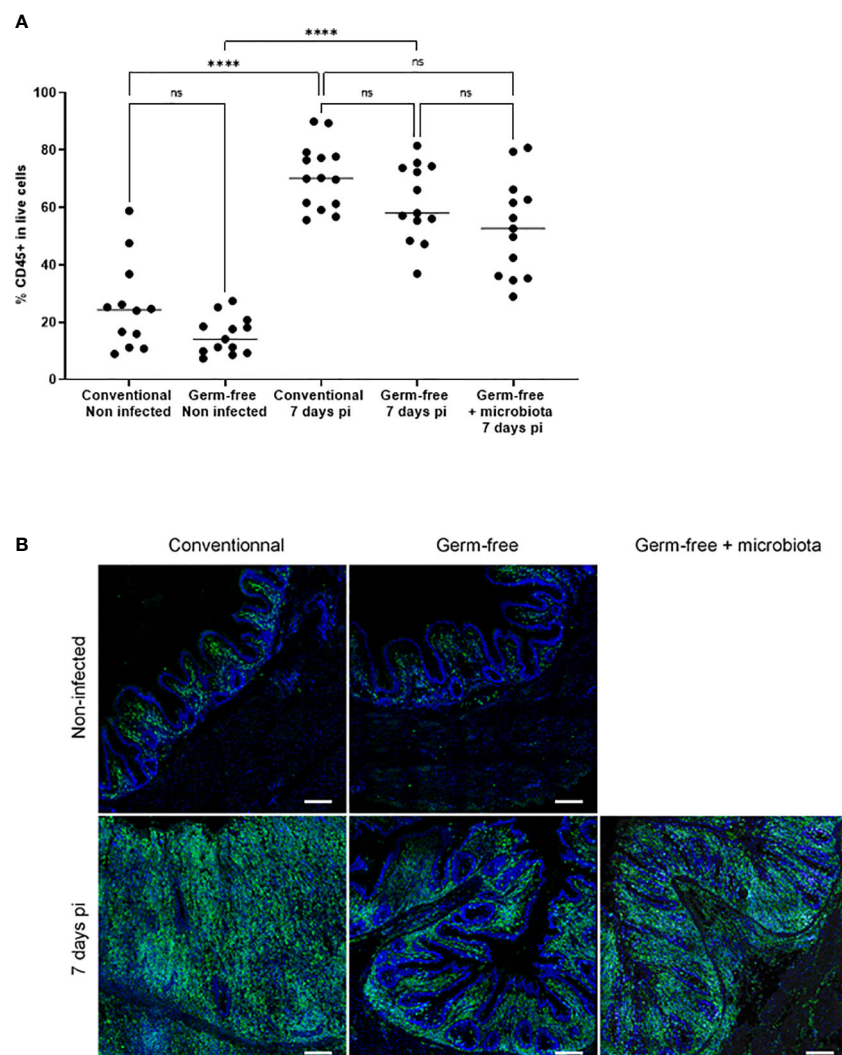 A
****
****
ns
ns
ns
ns
% CD45+ in live cells
100
80
60
40
20
0
Conventional
Non infected
Germ-free
Non infected
Conventional
7 days pi
Germ-free
7 days pi
Germ-free
+ microbiota
7 days pi
B
Conventionnal
Germ-free
Germ-free + microbiota
Non-infected
7 days pi